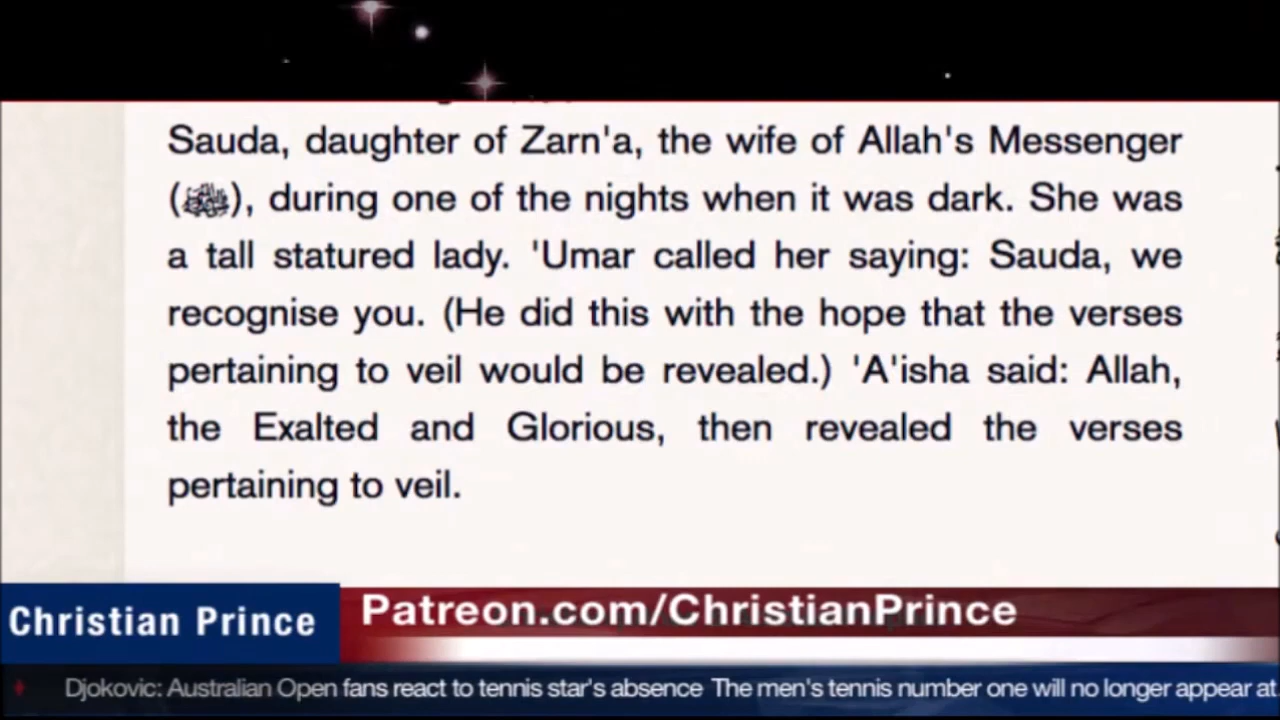 Sauda, daughter of Zarn'a, the wife of Allah's Messenger
(ﷺ), during one of the nights when it was dark. She was
a tall statured lady. 'Umar called her saying: Sauda, we
recognise you. (He did this with the hope that the verses
pertaining to veil would be revealed.) 'A'isha said: Allah,
the Exalted and Glorious, then revealed the verses
pertaining to veil.
Christian Prince
Patreon.com/ChristianPrince
Djokovic: Australian Open fans react to tennis star's absence The men's tennis number one will no longer appear at